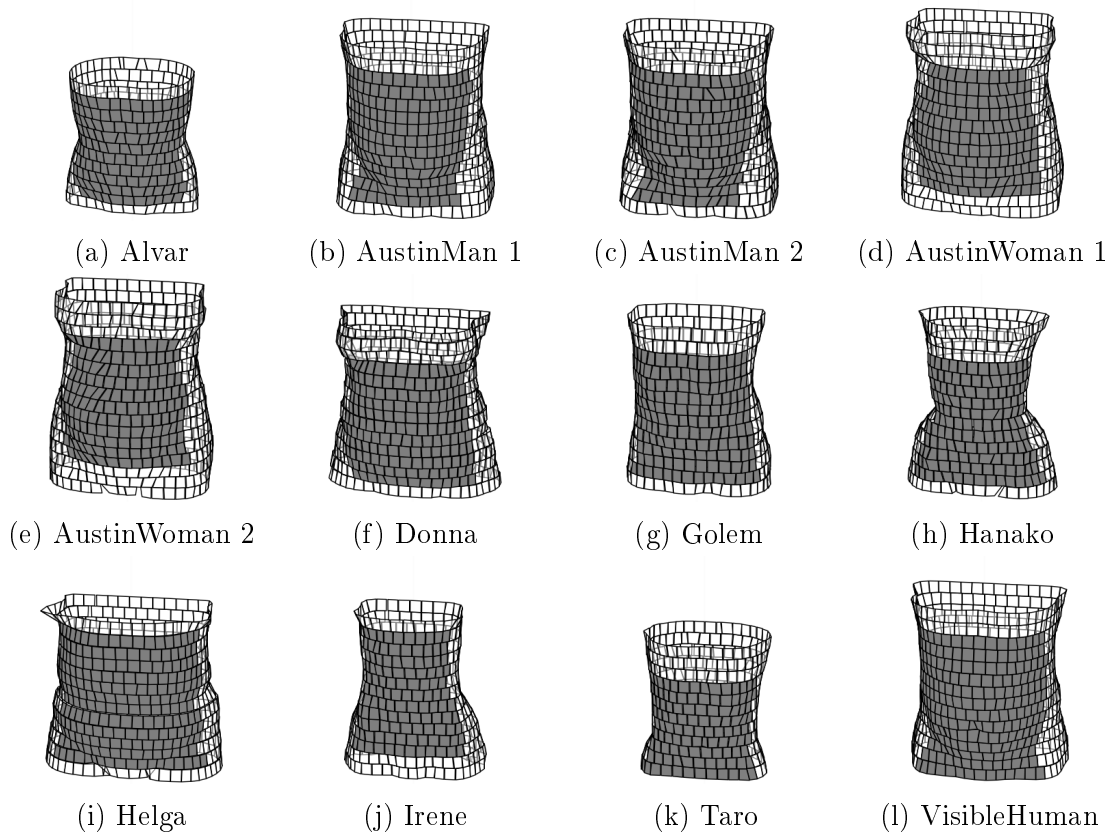 (a) Alvar
(b) AustinMan 1
(c) AustinMan 2
(d) AustinWoman 1
(e) AustinWoman 2
(f) Donna
(g) Golem
(h) Hanako
(i) Helga
(j) Irene
(k) Taro
(l) VisibleHuman